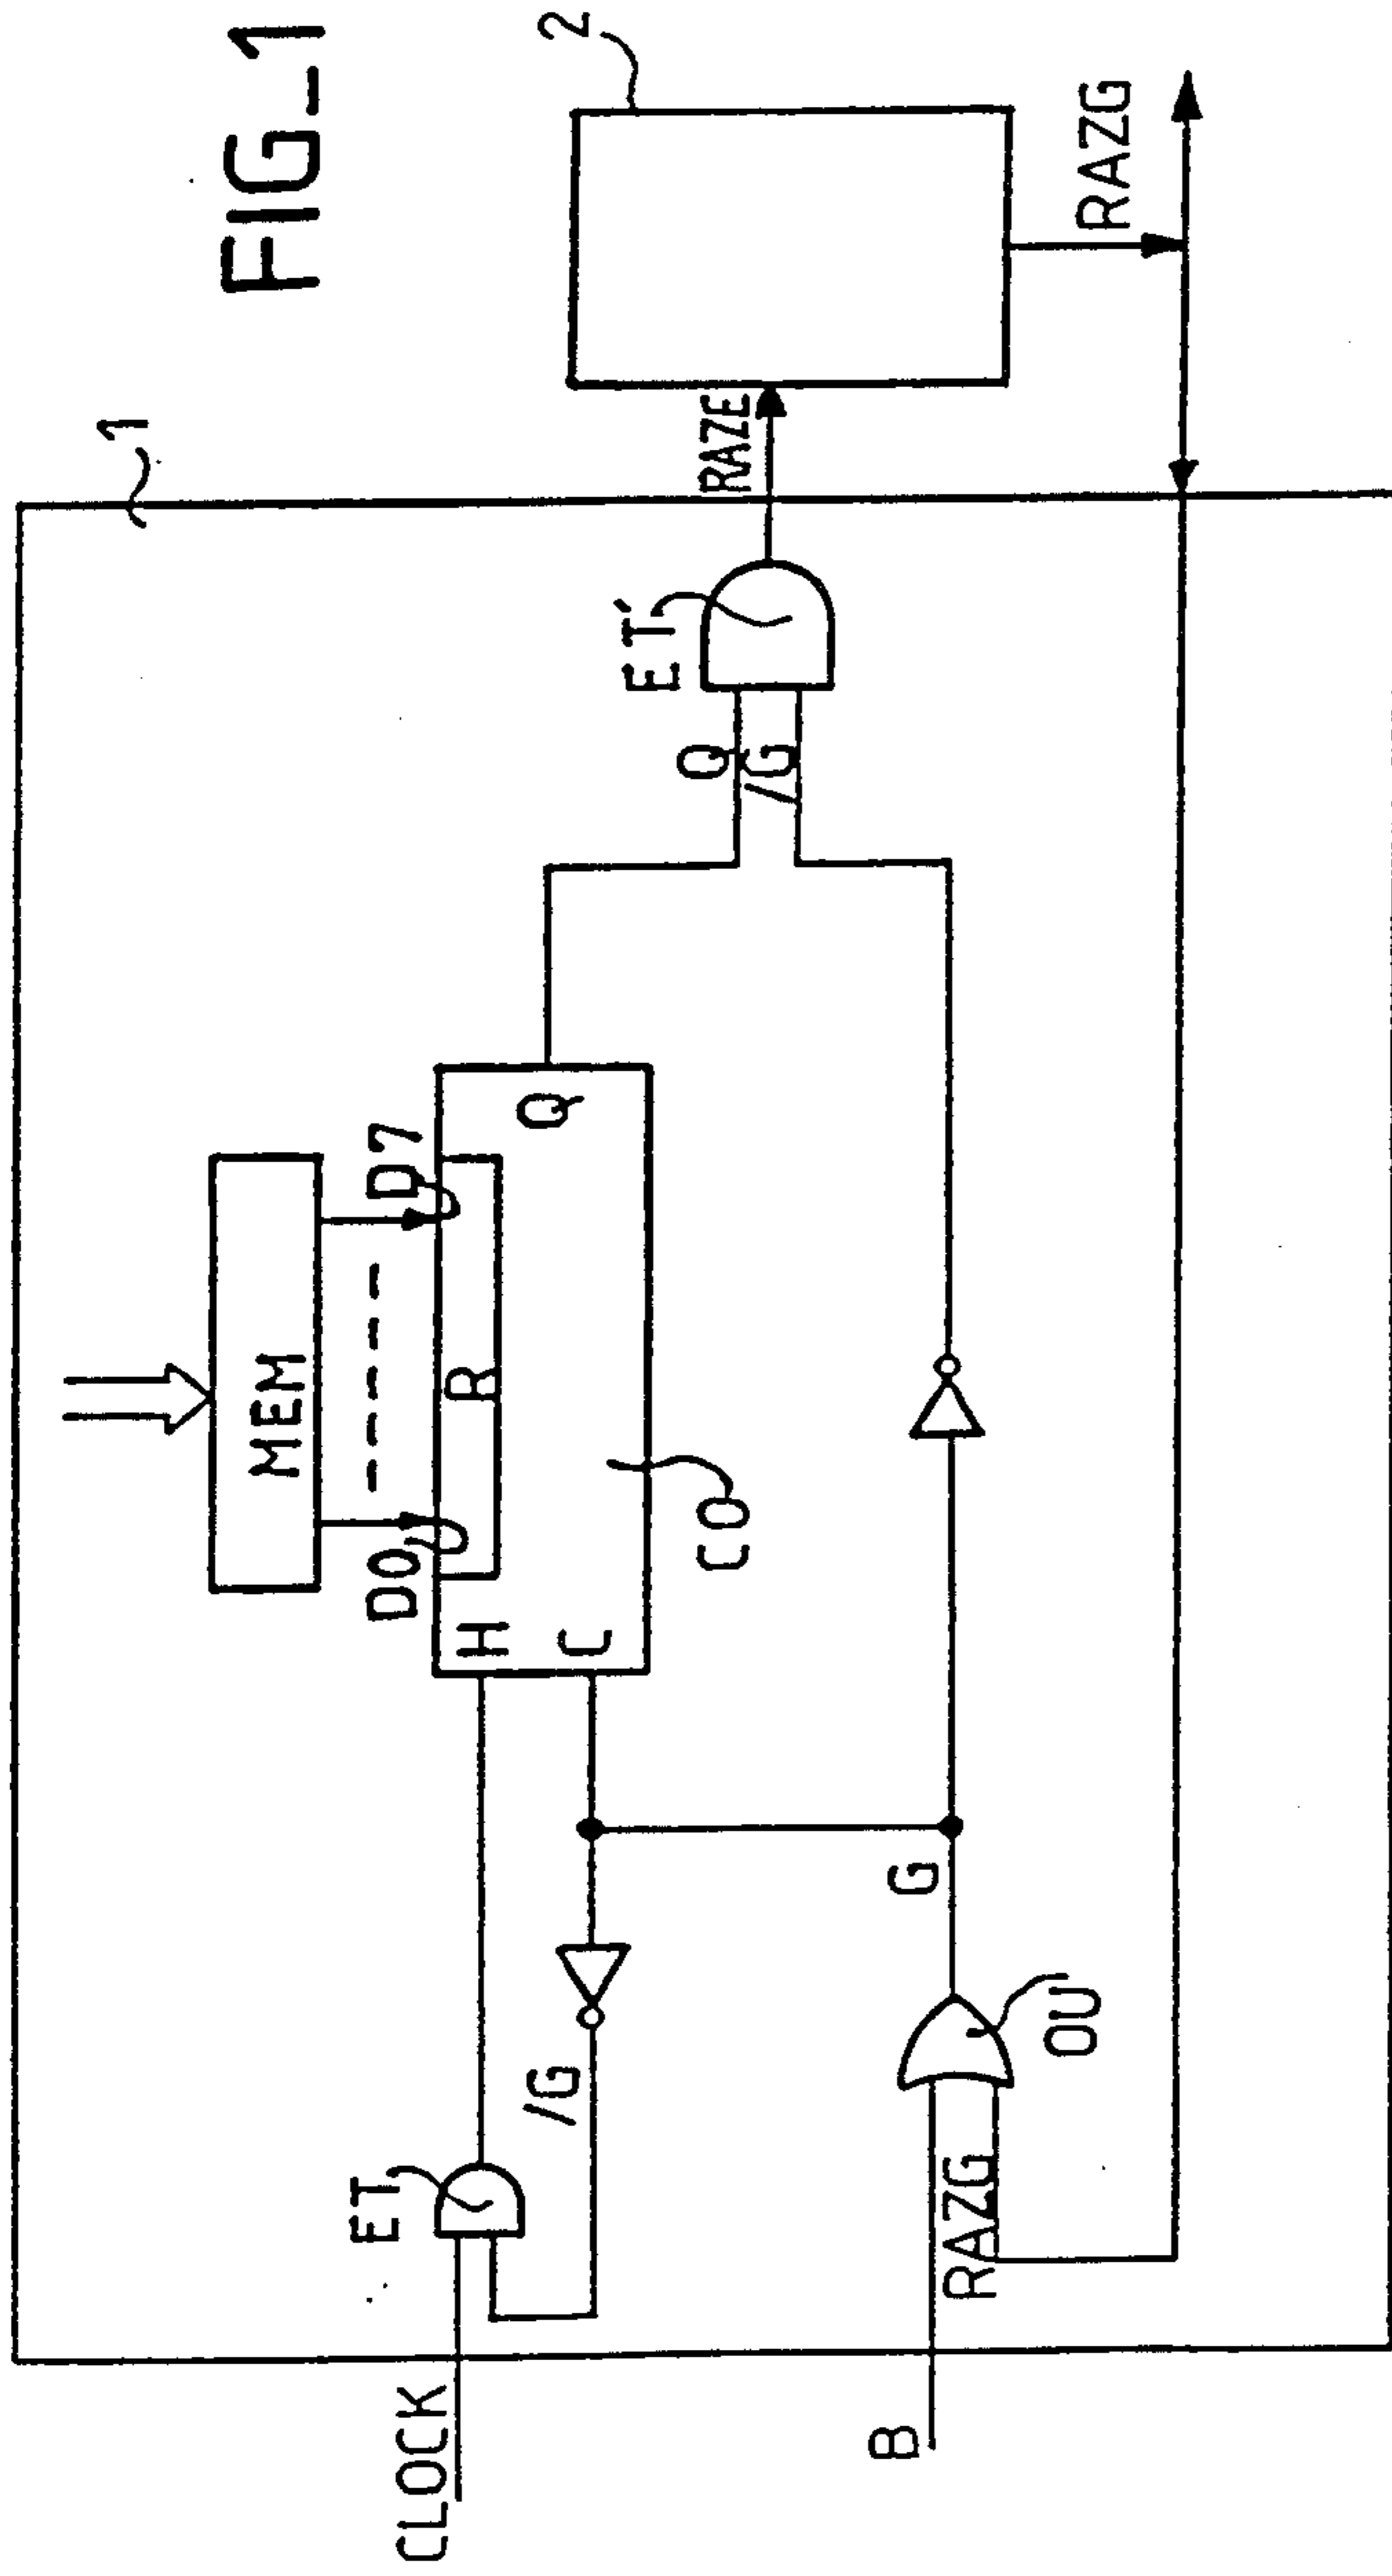 FIG_1
1
2
MEM
D0
D7
R
H
C
Q
CO
CLOCK
ET
/G
Q
/G
ET'
RAZE
RAZG
G
B
RAZG
OU